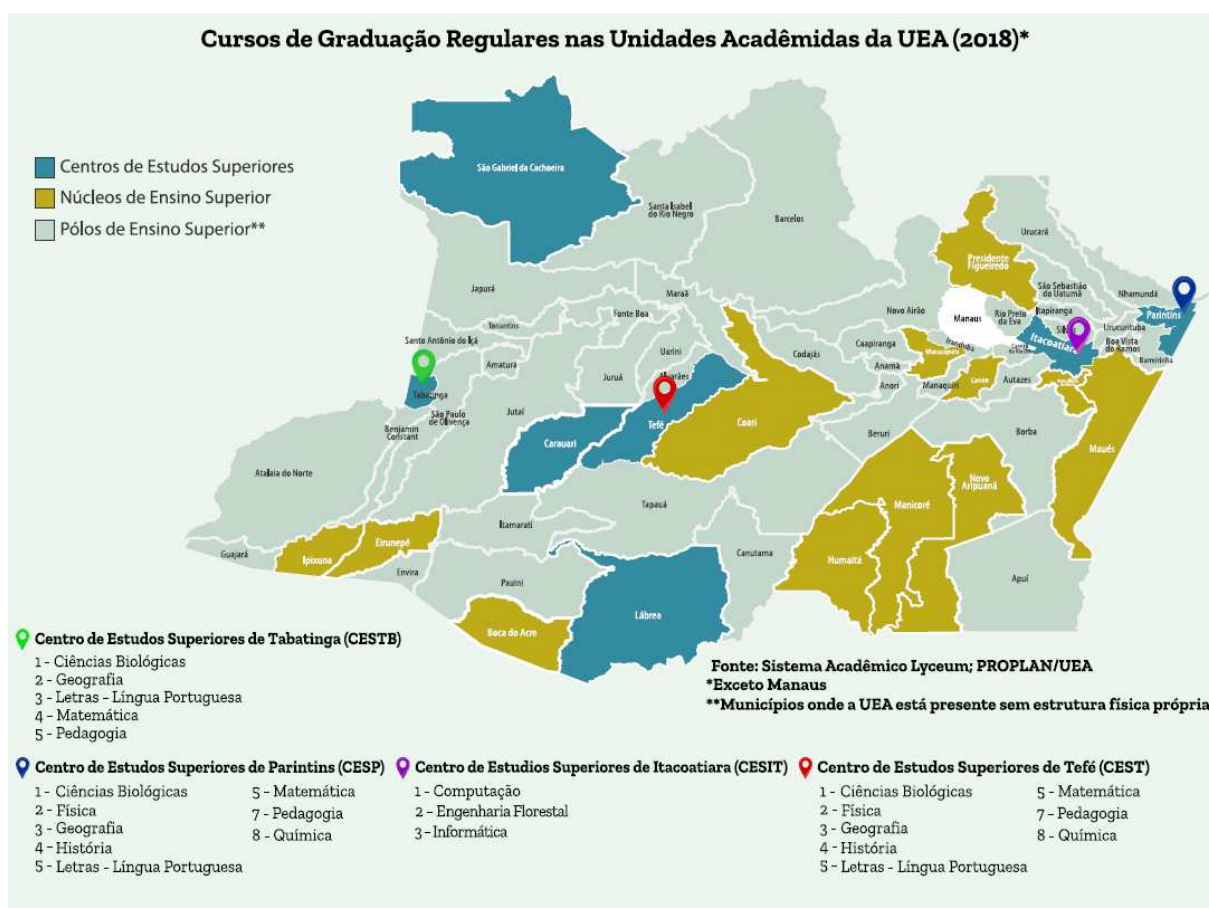 Cursos de Graduação Regulares nas Unidades Acadêmidas da UEA (2018)*
Centros de Estudos Superiores
Núcleos de Ensino Superior
Pólos de Ensino Superior**
São Gabriel da Cachoeira
Santa Isabel
do Rio Negro
Barcelos
Japurá
Maraã
Tonantins
Fonte Boa
Santo Antônio do Içá
Tabatinga
Amaturá
São Paulo
de Olivença
Benjamin
Constant
Jutaí
Juruá
Uarini
Alvarães
Tefé
Carauari
Coari
Codajás
Atalaia do Norte
Guajará
Ipixuna
Eirunepé
Envira
Itamarati
Tapauá
Pauini
Boca do Acre
Lábrea
Canutama
Novo Airão
Caapiranga
Anamã
Anori
Manacapuru
Iranduba
Manaquiri
Careiro
Autazes
Beruri
Borba
Manaus
Presidente
Figueiredo
Rio Preto
da Eva
Urucará
São Sebastião
do Uatumã
Itapiranga
Itacoatiara
Nhamundá
Parintins
Urucurituba
Boa Vista
do Ramos
Barreirinha
Maués
Novo
Aripuanã
Manicoré
Humaitá
Apuí
Centro de Estudos Superiores de Tabatinga (CESTB)
1 - Ciências Biológicas
2 - Geografia
3 - Letras - Língua Portuguesa
4 - Matemática
5 - Pedagogia
Fonte: Sistema Acadêmico Lyceum; PROPLAN/UEA
*Exceto Manaus
**Municípios onde a UEA está presente sem estrutura física própria
Centro de Estudos Superiores de Parintins (CESP)
1 - Ciências Biológicas
2 - Física
3 - Geografia
4 - História
5 - Letras - Língua Portuguesa
5 - Matemática
7 - Pedagogia
8 - Química
Centro de Estudios Superiores de Itacoatiara (CESIT)
1 - Computação
2 - Engenharia Florestal
3 - Informática
Centro de Estudos Superiores de Tefé (CEST)
1 - Ciências Biológicas
2 - Física
3 - Geografia
4 - História
5 - Letras - Língua Portuguesa
5 - Matemática
7 - Pedagogia
8 - Química